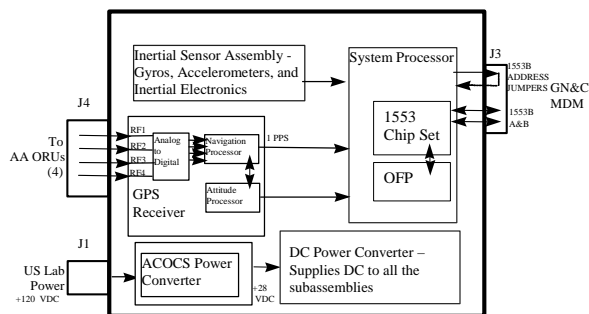 Inertial Sensor Assembly -
Gyros, Accelerometers, and
Inertial Electronics
System Processor
1553
Chip Set
OFP
J3
1553B
ADDRESS
JUMPERS
GN&C
MDM
1553B
A&B
J4
To
AA ORUs
(4)
RF1
RF2
RF3
RF4
Analog
to
Digital
Navigation
Processor
1 PPS
Attitude
Processor
GPS
Receiver
J1
US Lab
Power
+120 VDC
ACOCS Power
Converter
+28
VDC
DC Power Converter –
Supplies DC to all the
subassemblies